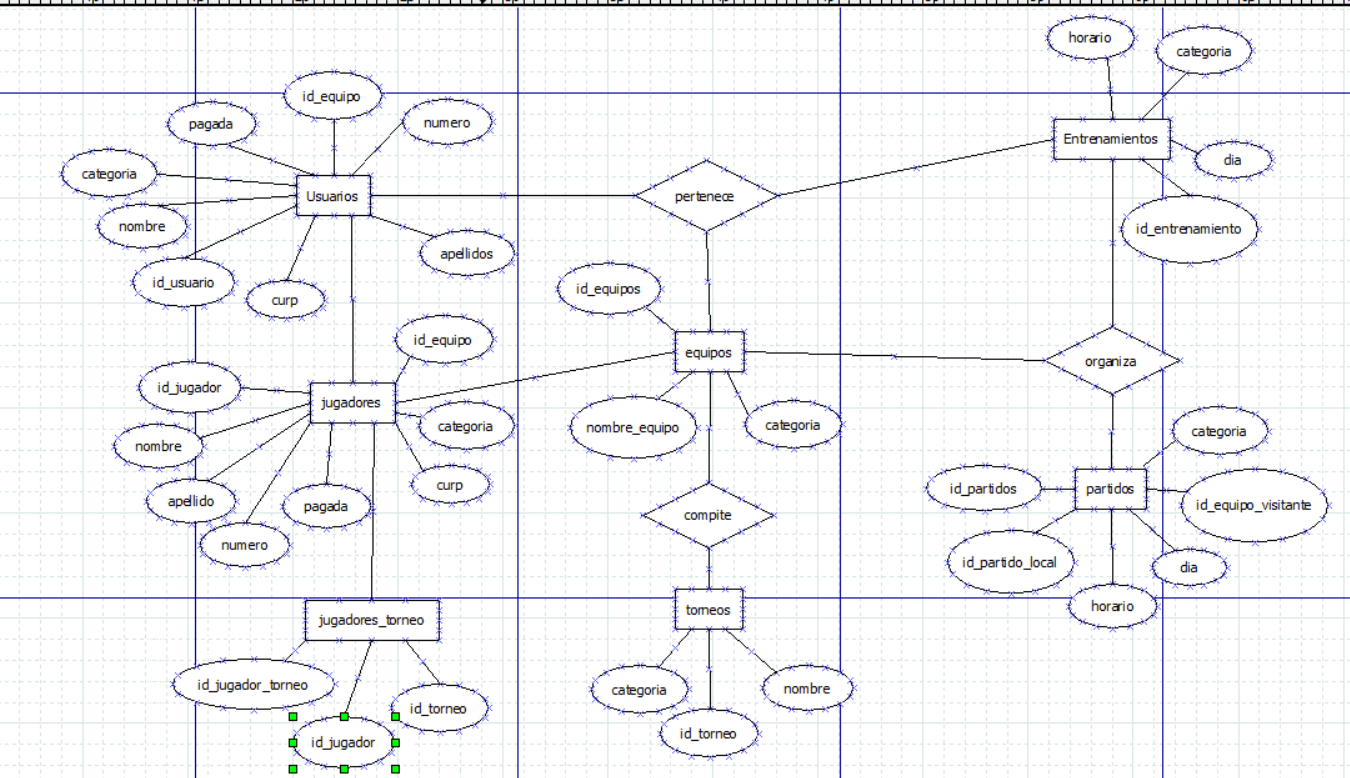 horario
categoria
id_equipo
numero
pagada
Entrenamientos
dia
categoria
Usuarios
pertenece
nombre
id_entrenamiento
apellidos
id_usuario
curp
id_equipos
id_equipo
equipos
organiza
id_jugador
jugadores
categoria
nombre_equipo
categoria
categoria
nombre
curp
id_partidos
partidos
id_equipo_visitante
apellido
pagada
compite
numero
id_partido_local
dia
horario
jugadores_torneo
torneos
id_jugador_torneo
categoria
nombre
id_torneo
id_jugador
id_torneo